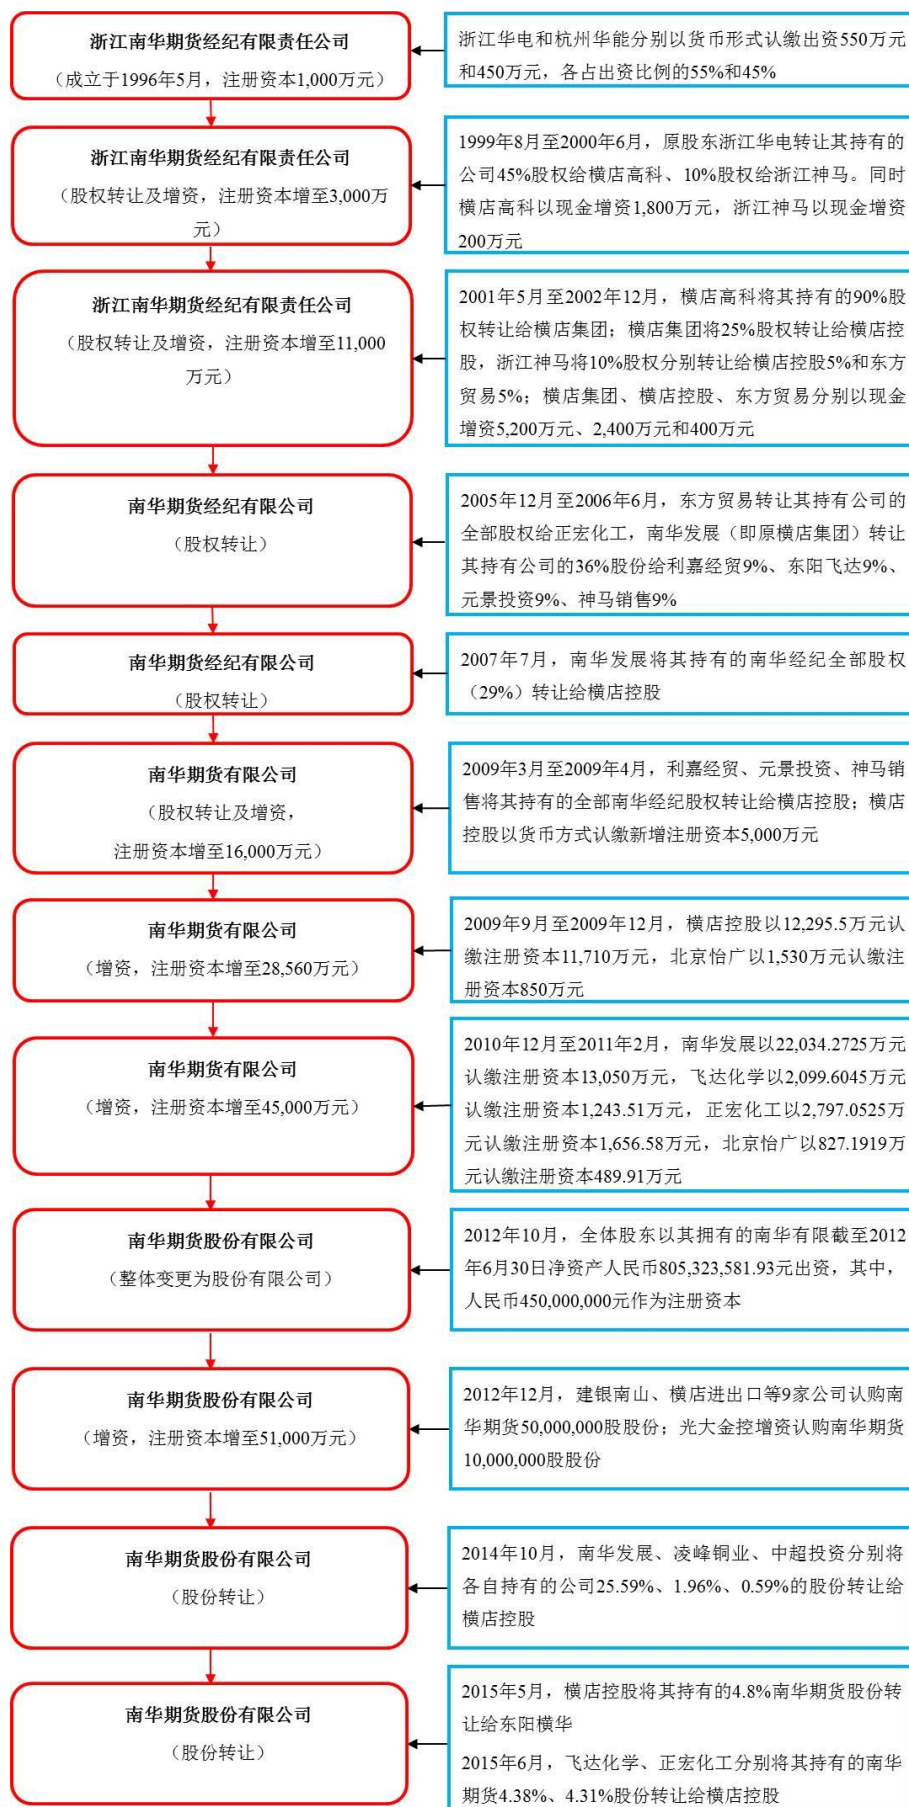 浙江南华期货经纪有限责任公司
（成立于1996年5月，注册资本1,000万元）
浙江华电和杭州华能分别以货币形式认缴出资550万元
和450万元，各占出资比例的55%和45%
浙江南华期货经纪有限责任公司
（股权转让及增资，注册资本增至3,000万
元）
1999年8月至2000年6月，原股东浙江华电转让其持有的
公司45%股权给横店高科、10%股权给浙江神马。同时
横店高科以现金增资1,800万元，浙江神马以现金增资
200万元
浙江南华期货经纪有限责任公司
（股权转让及增资，注册资本增至11,000
万元）
2001年5月至2002年12月，横店高科将其持有的90%股
权转让给横店集团；横店集团将25%股权转让给横店控
股，浙江神马将10%股权分别转让给横店控股5%和东方
贸易5%；横店集团、横店控股、东方贸易分别以现金
增资5,200万元、2,400万元和400万元
南华期货经纪有限公司
（股权转让）
2005年12月至2006年6月，东方贸易转让其持有公司的
全部股权给正宏化工，南华发展（即原横店集团）转让
其持有公司的36%股份给利嘉经贸9%、东阳飞达9%、
元景投资9%、神马销售9%
南华期货经纪有限公司
（股权转让）
2007年7月，南华发展将其持有的南华经纪全部股权
（29%）转让给横店控股
南华期货有限公司
（股权转让及增资，
注册资本增至16,000万元）
2009年3月至2009年4月，利嘉经贸、元景投资、神马销
售将其持有的全部南华经纪股权转让给横店控股；横店
控股以货币方式认缴新增注册资本5,000万元
南华期货有限公司
（增资，注册资本增至28,560万元）
2009年9月至2009年12月，横店控股以12,295.5万元认
缴注册资本11,710万元，北京怡广以1,530万元认缴注
册资本850万元
南华期货有限公司
（增资，注册资本增至45,000万元）
2010年12月至2011年2月，南华发展以22,034.2725万元
认缴注册资本13,050万元，飞达化学以2,099.6045万元
认缴注册资本1,243.51万元，正宏化工以2,797.0525万
元认缴注册资本1,656.58万元，北京怡广以827.1919万
元认缴注册资本489.91万元
南华期货股份有限公司
（整体变更为股份有限公司）
2012年10月，全体股东以其拥有的南华有限截至2012
年6月30日净资产人民币805,323,581.93元出资，其中，
人民币450,000,000元作为注册资本
南华期货股份有限公司
（增资，注册资本增至51,000万元）
2012年12月，建银南山、横店进出口等9家公司认购南
华期货50,000,000股股份；光大金控增资认购南华期货
10,000,000股股份
南华期货股份有限公司
（股份转让）
2014年10月，南华发展、凌峰铜业、中超投资分别将
各自持有的公司25.59%、1.96%、0.59%的股份转让给
横店控股
南华期货股份有限公司
（股份转让）
2015年5月，横店控股将其持有的4.8%南华期货股份转
让给东阳横华
2015年6月，飞达化学、正宏化工分别将其持有的南华
期货4.38%、4.31%股份转让给横店控股